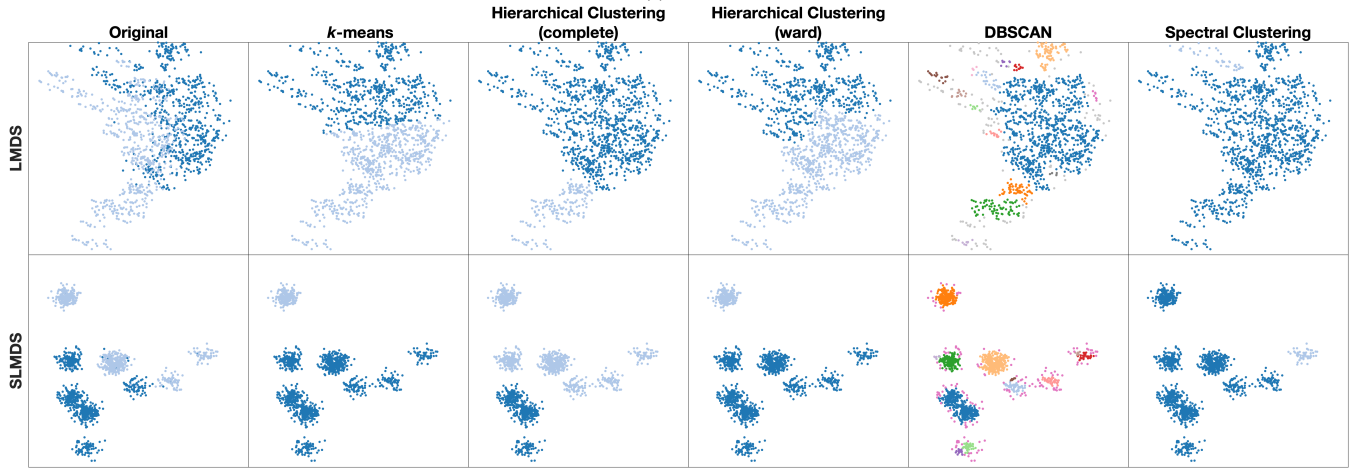 Original
k-means
Hierarchical Clustering
(complete)
Hierarchical Clustering
(ward)
DBSCAN
Spectral Clustering
LMDS
SLMDS